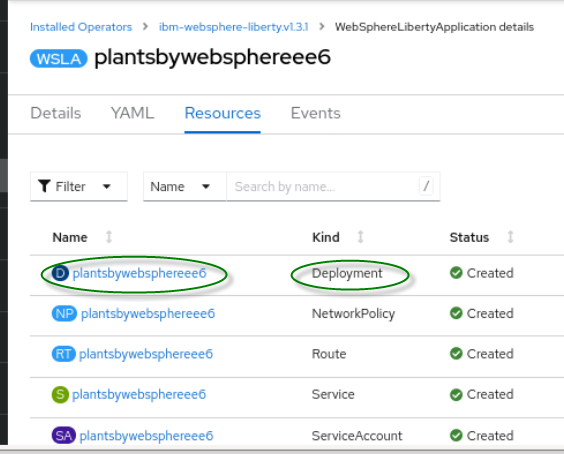 Installed Operators > ibm-websphere-liberty.v1.3.1 > WebSphereLibertyApplication details
WSLA plantsbywebsphereee6
Details YAML Resources Events
Filter Name Search by name... /
Name Kind Status
D plantsbywebsphereee6 Deployment Created
NP plantsbywebsphereee6 NetworkPolicy Created
RT plantsbywebsphereee6 Route Created
S plantsbywebsphereee6 Service Created
SA plantsbywebsphereee6 ServiceAccount Created